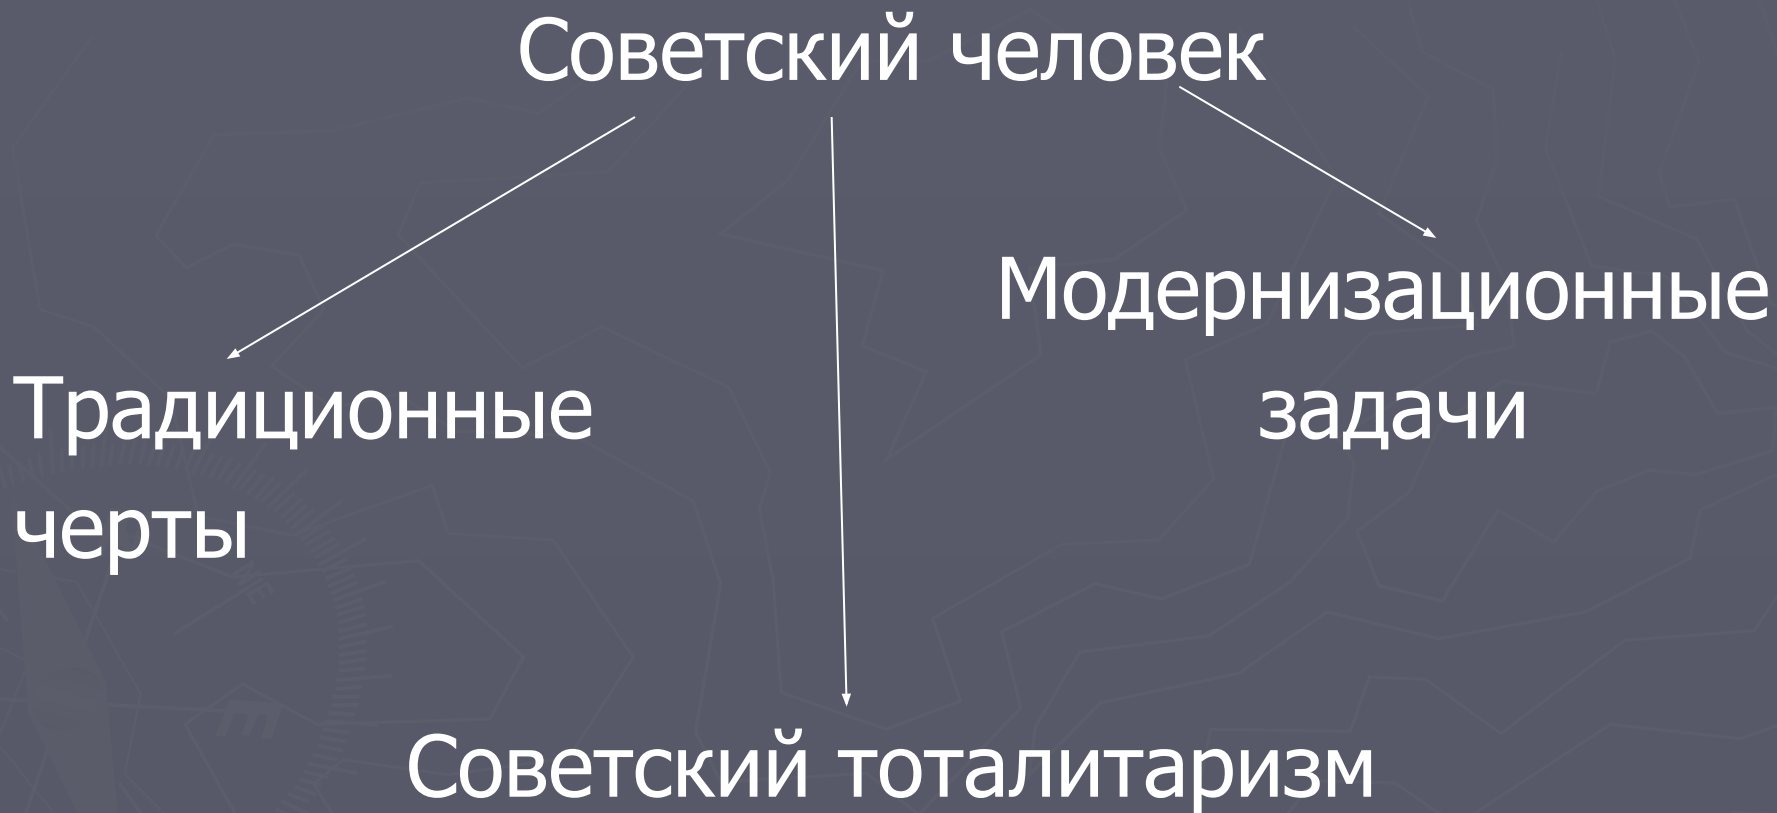 Советский человек
Модернизационные
задачи
Традиционные
черты
Советский тоталитаризм